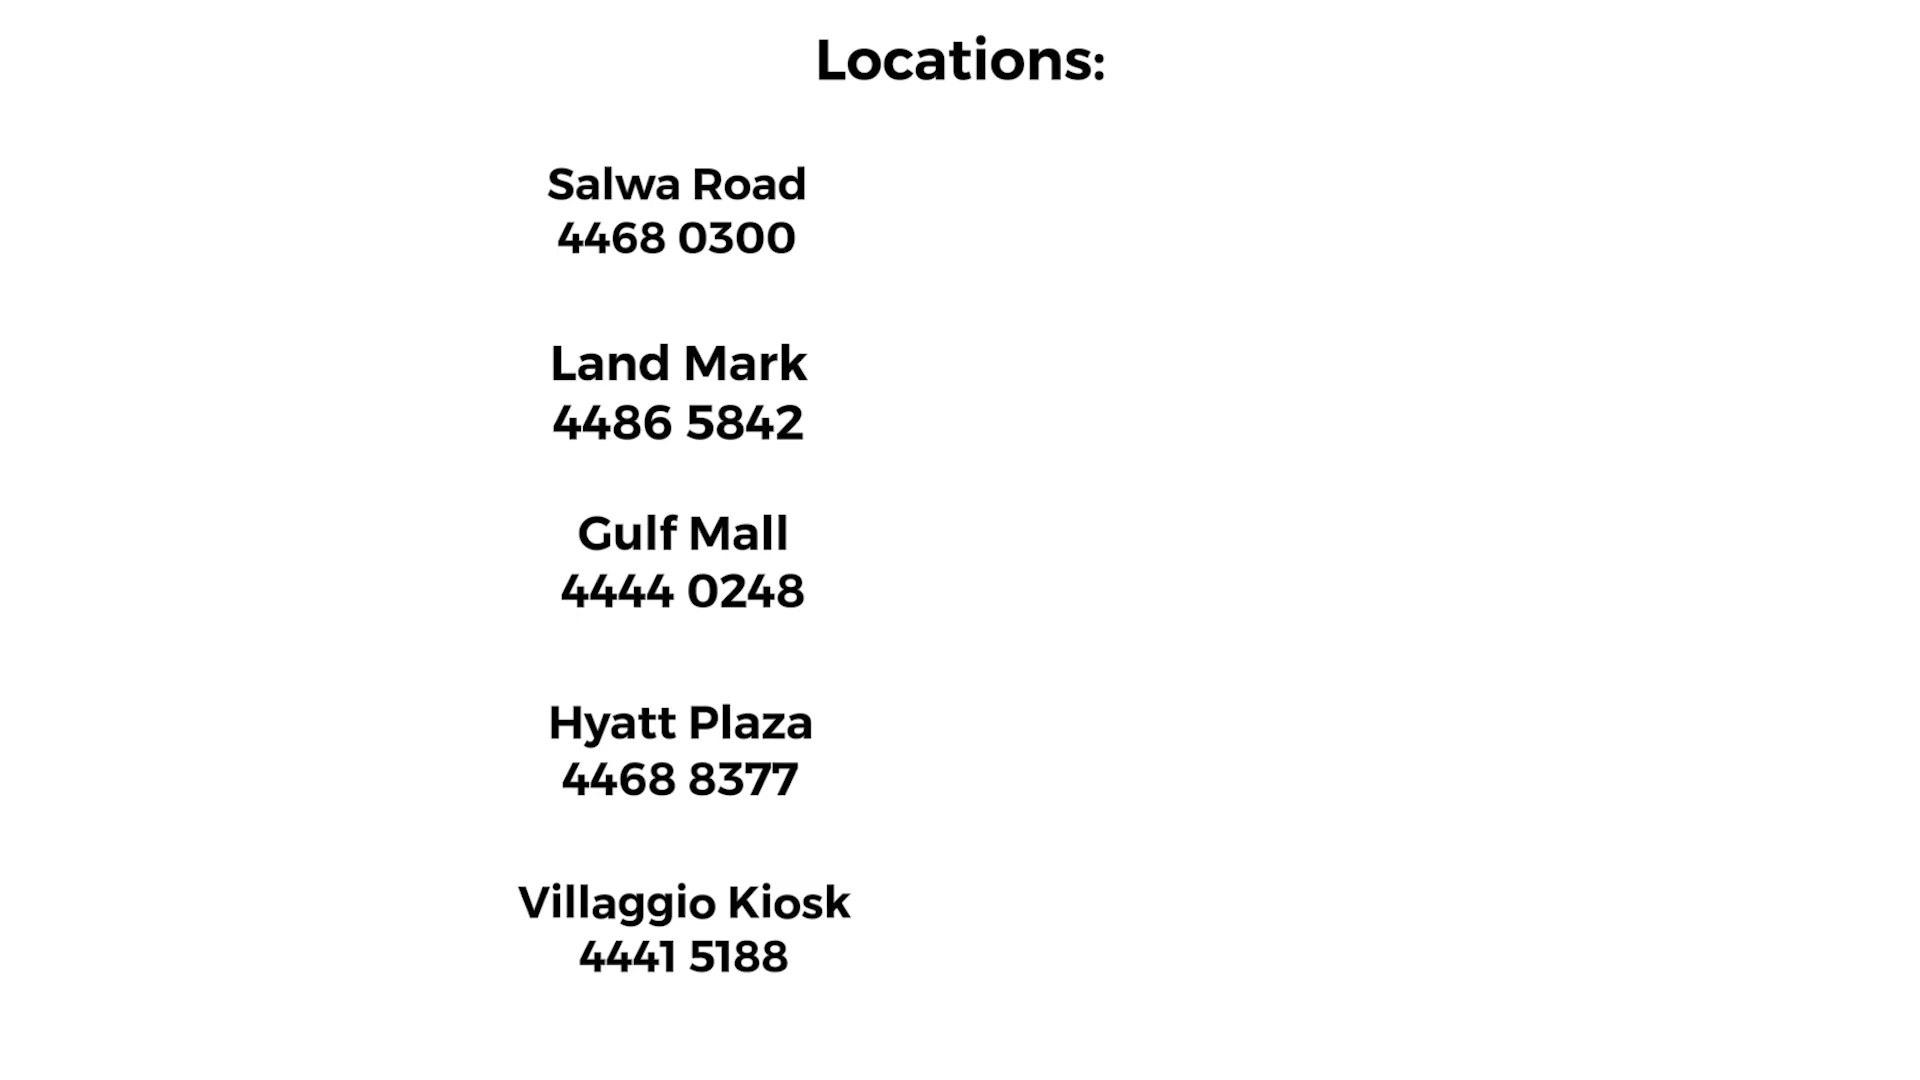 Locations:
Salwa Road
4468 0300
Land Mark
4486 5842
Gulf Mall
4444 0248
Hyatt Plaza
4468 8377
Villaggio Kiosk
4441 5188